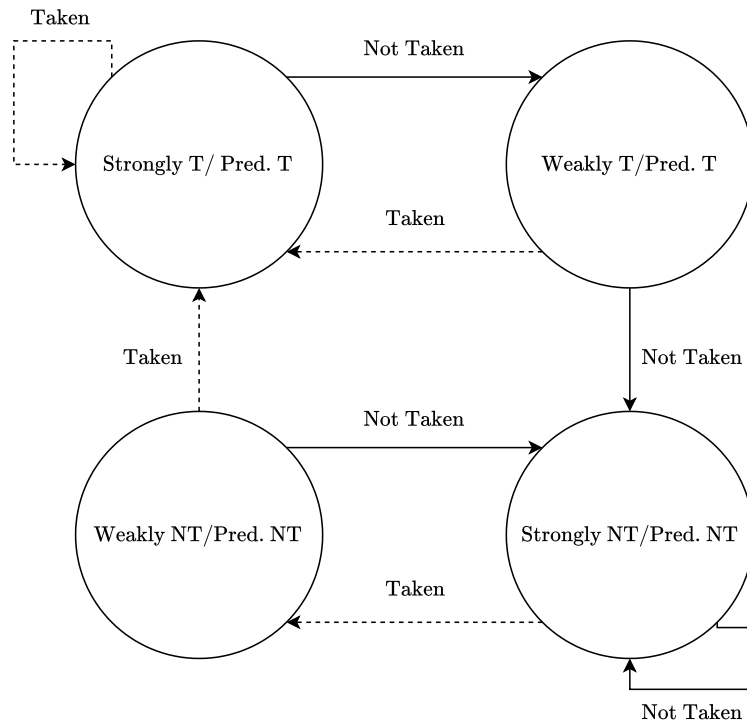 Taken
Not Taken
Strongly T/ Pred. T
Weakly T/Pred. T
Taken
Taken
Not Taken
Not Taken
Weakly NT/Pred. NT
Strongly NT/Pred. NT
Taken
Not Taken